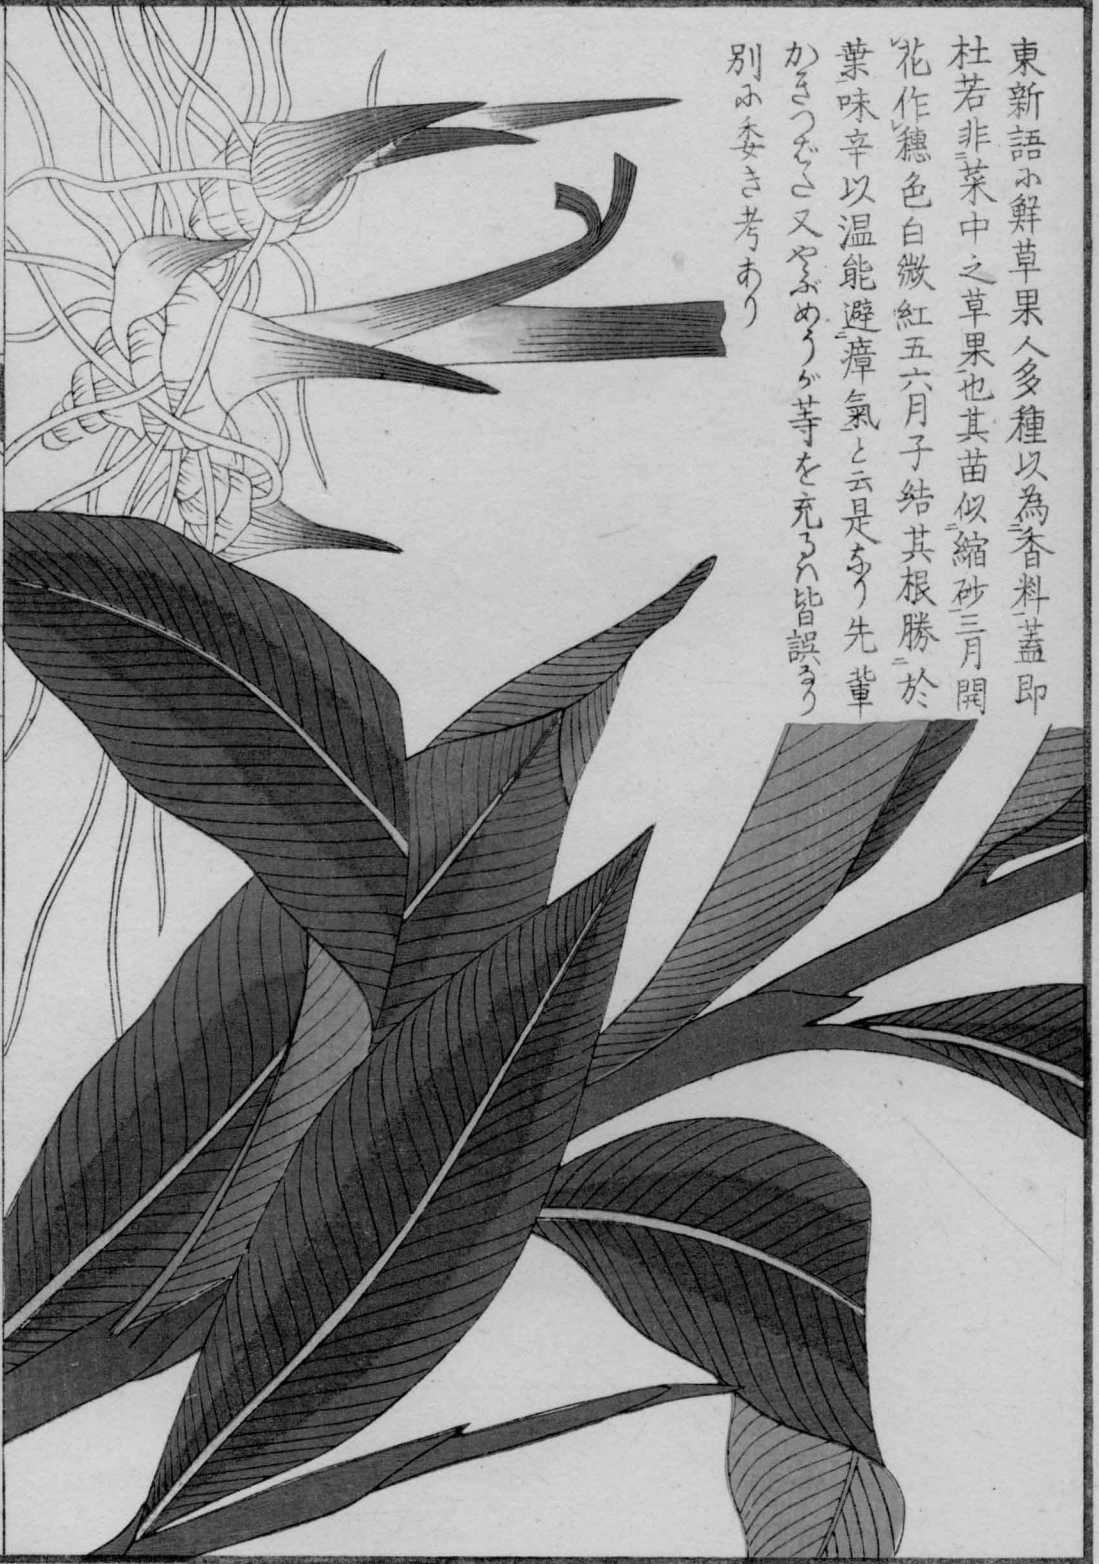 東新語に鮮草果人多種以為香料蓋即
杜若非菜中之草果也其苗似縮砂三月開
花作穗色白微紅五六月子結其根勝於
葉味辛以温能避瘴氣と云是なり先輩
かきつばた又やぶめうが等を充るハ皆誤なり
別に委き考あり